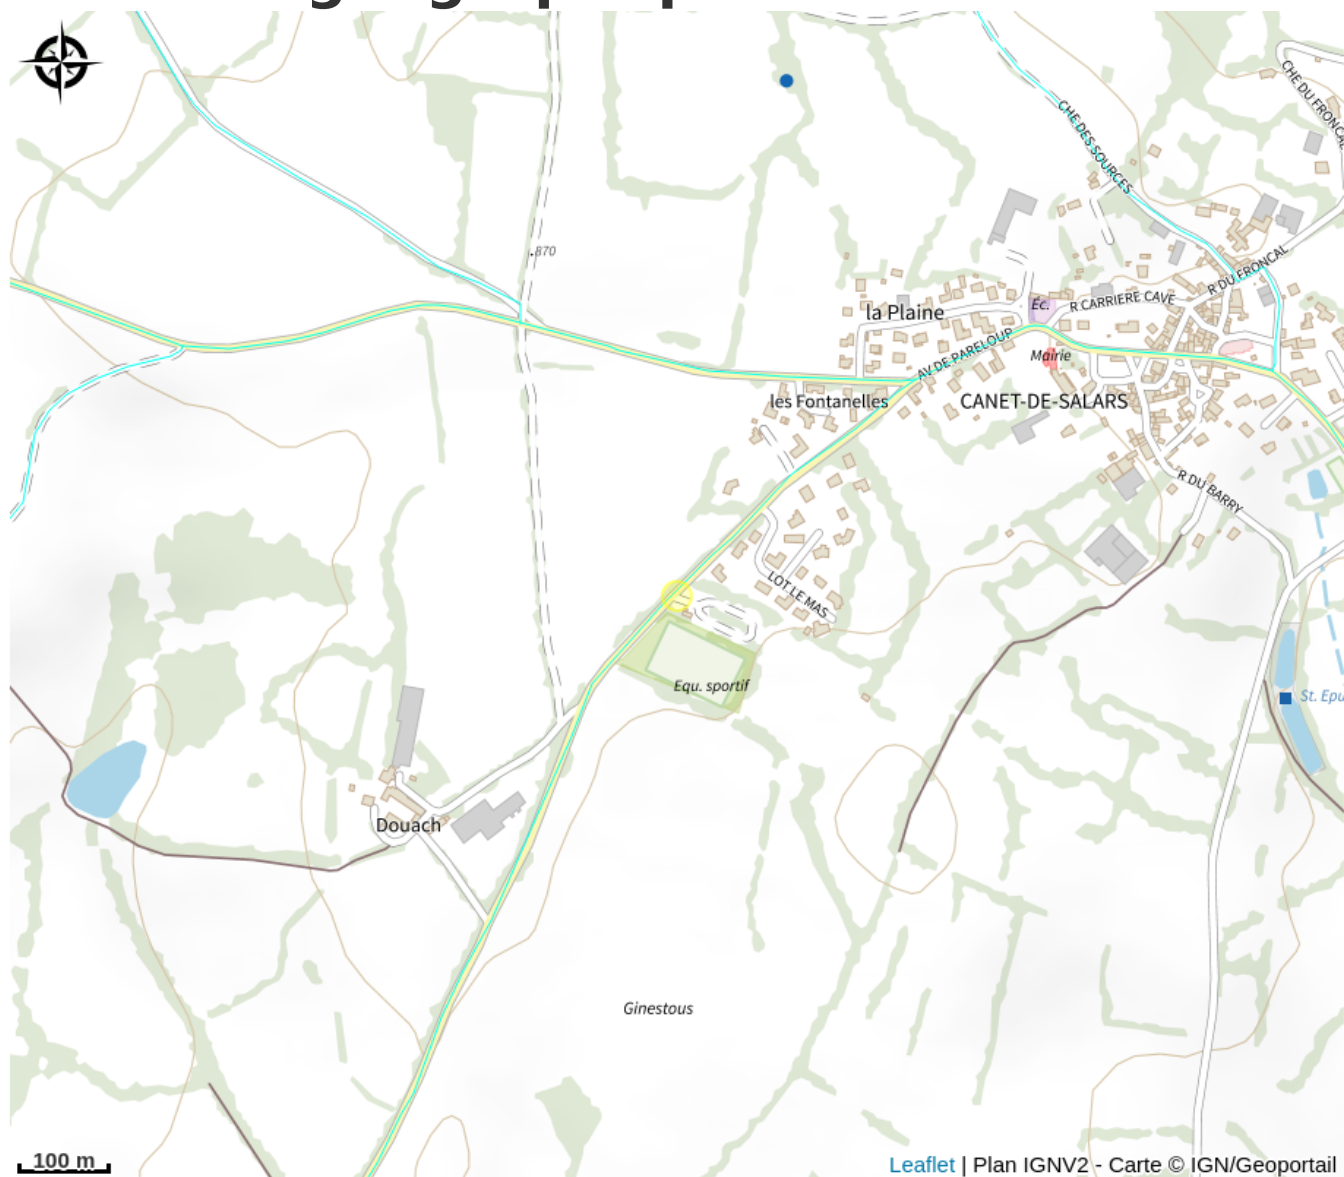 CHE DU FRONCAL
CHE DES SOURCES
870
R DU FRONCAL
Éc.
R CARRIERE CAVE
la Plaine
AV DE PARELOUP
Mairie
les Fontanelles
CANET-DE-SALARS
R DU BARRY
LOT LE MAS
Equ. sportif
St. Epu
Douach
Ginestous
100 m
Leaflet | Plan IGNV2 - Carte © IGN/Geoportail